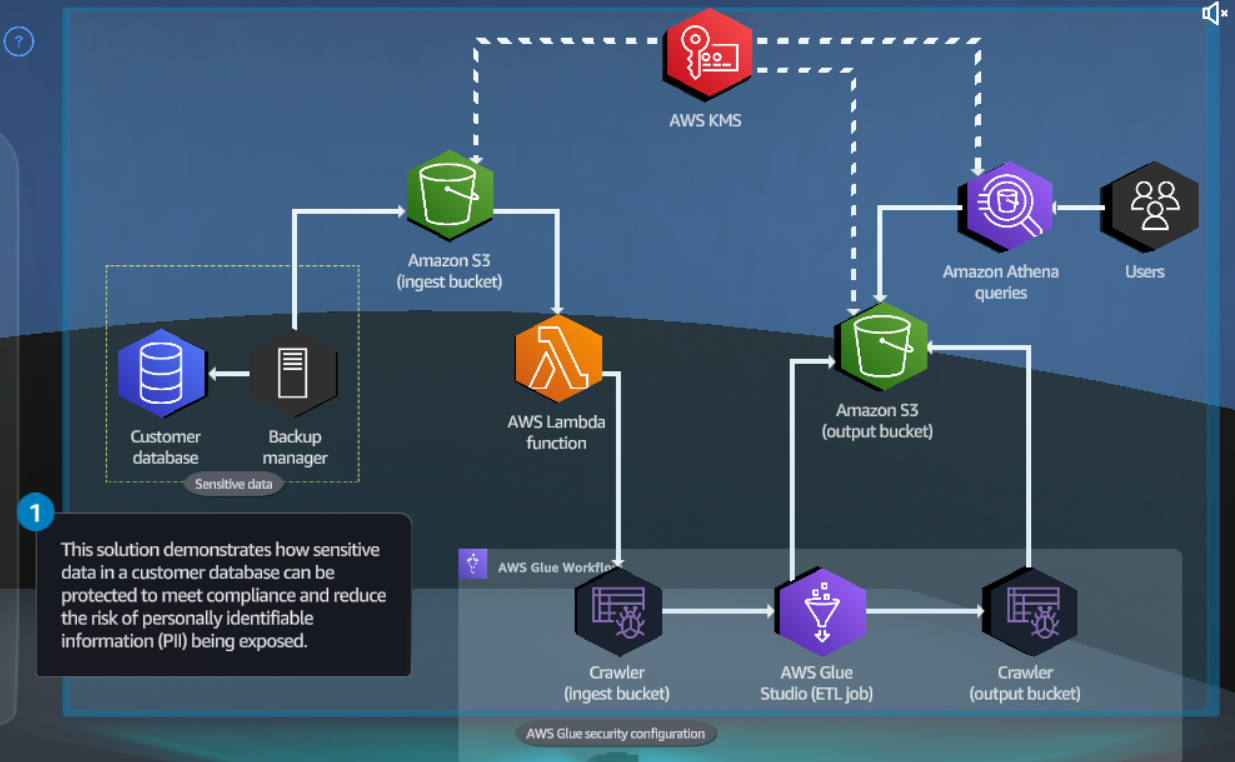 ?
AWS KMS
Amazon S3
(ingest bucket)
Amazon Athena
queries
Users
Customer
database
Backup
manager
Sensitive data
AWS Lambda
function
Amazon S3
(output bucket)
1
This solution demonstrates how sensitive
data in a customer database can be
protected to meet compliance and reduce
the risk of personally identifiable
information (PII) being exposed.
AWS Glue Workflo
Crawler
(ingest bucket)
AWS Glue
Studio (ETL job)
Crawler
(output bucket)
AWS Glue security configuration